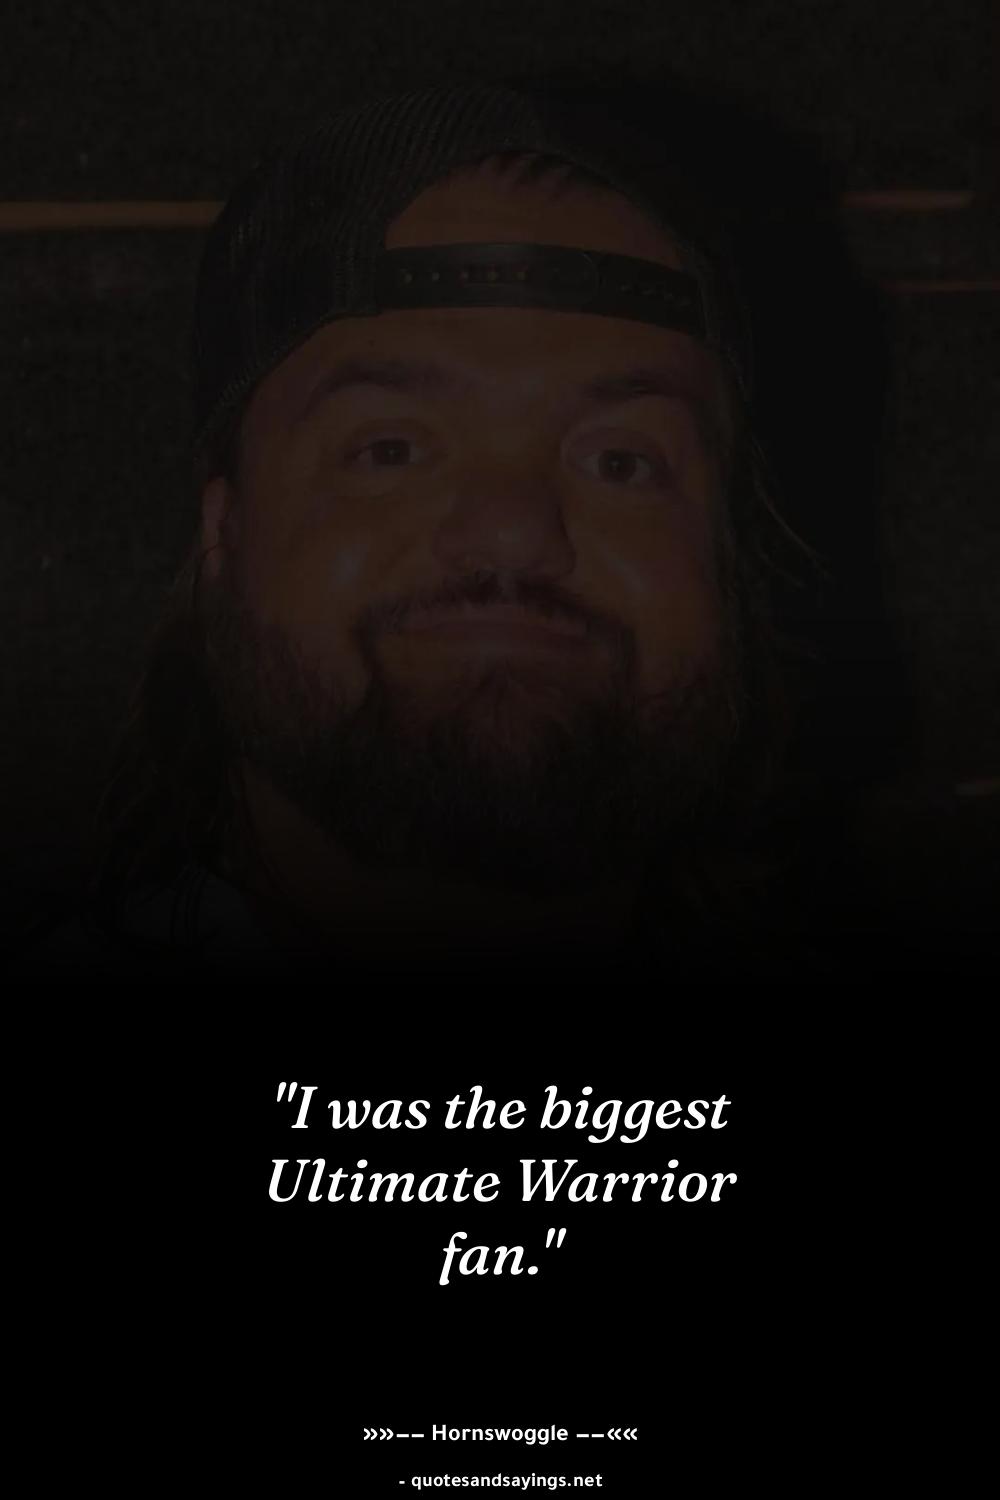 "I was the biggest
Ultimate Warrior
fan."
»»–– Hornswoggle ––««
- quotesandsayings.net